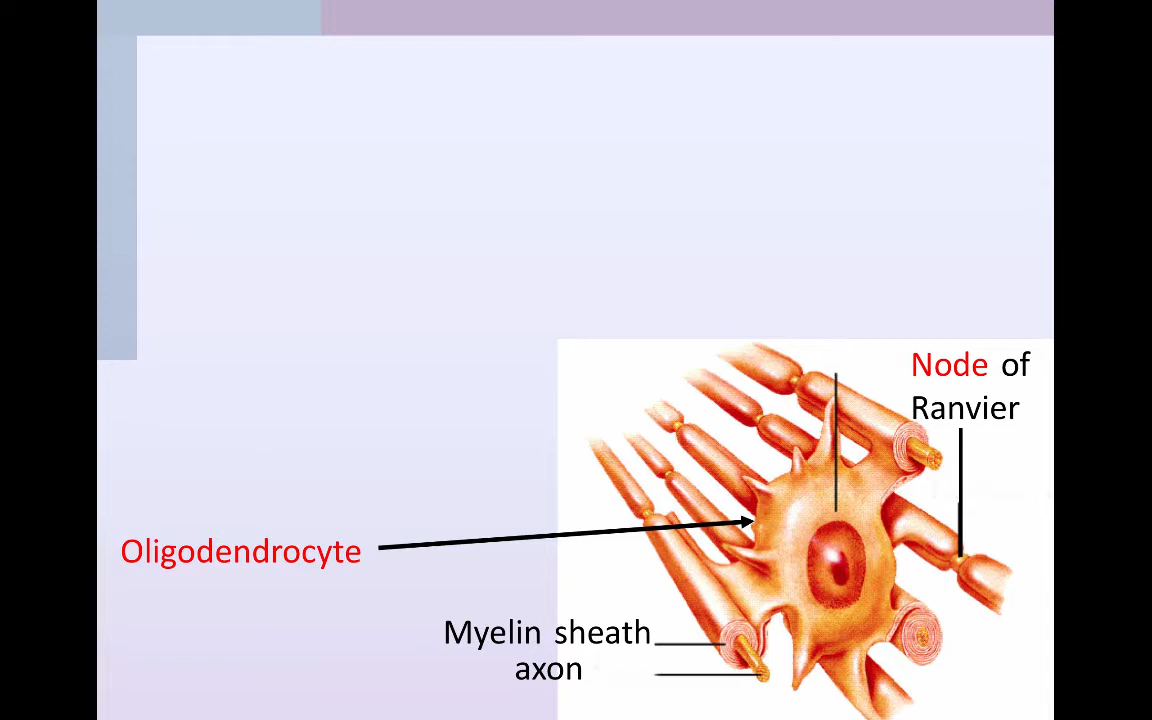 Node of
Ranvier
Oligodendrocyte
Myelin sheath
axon